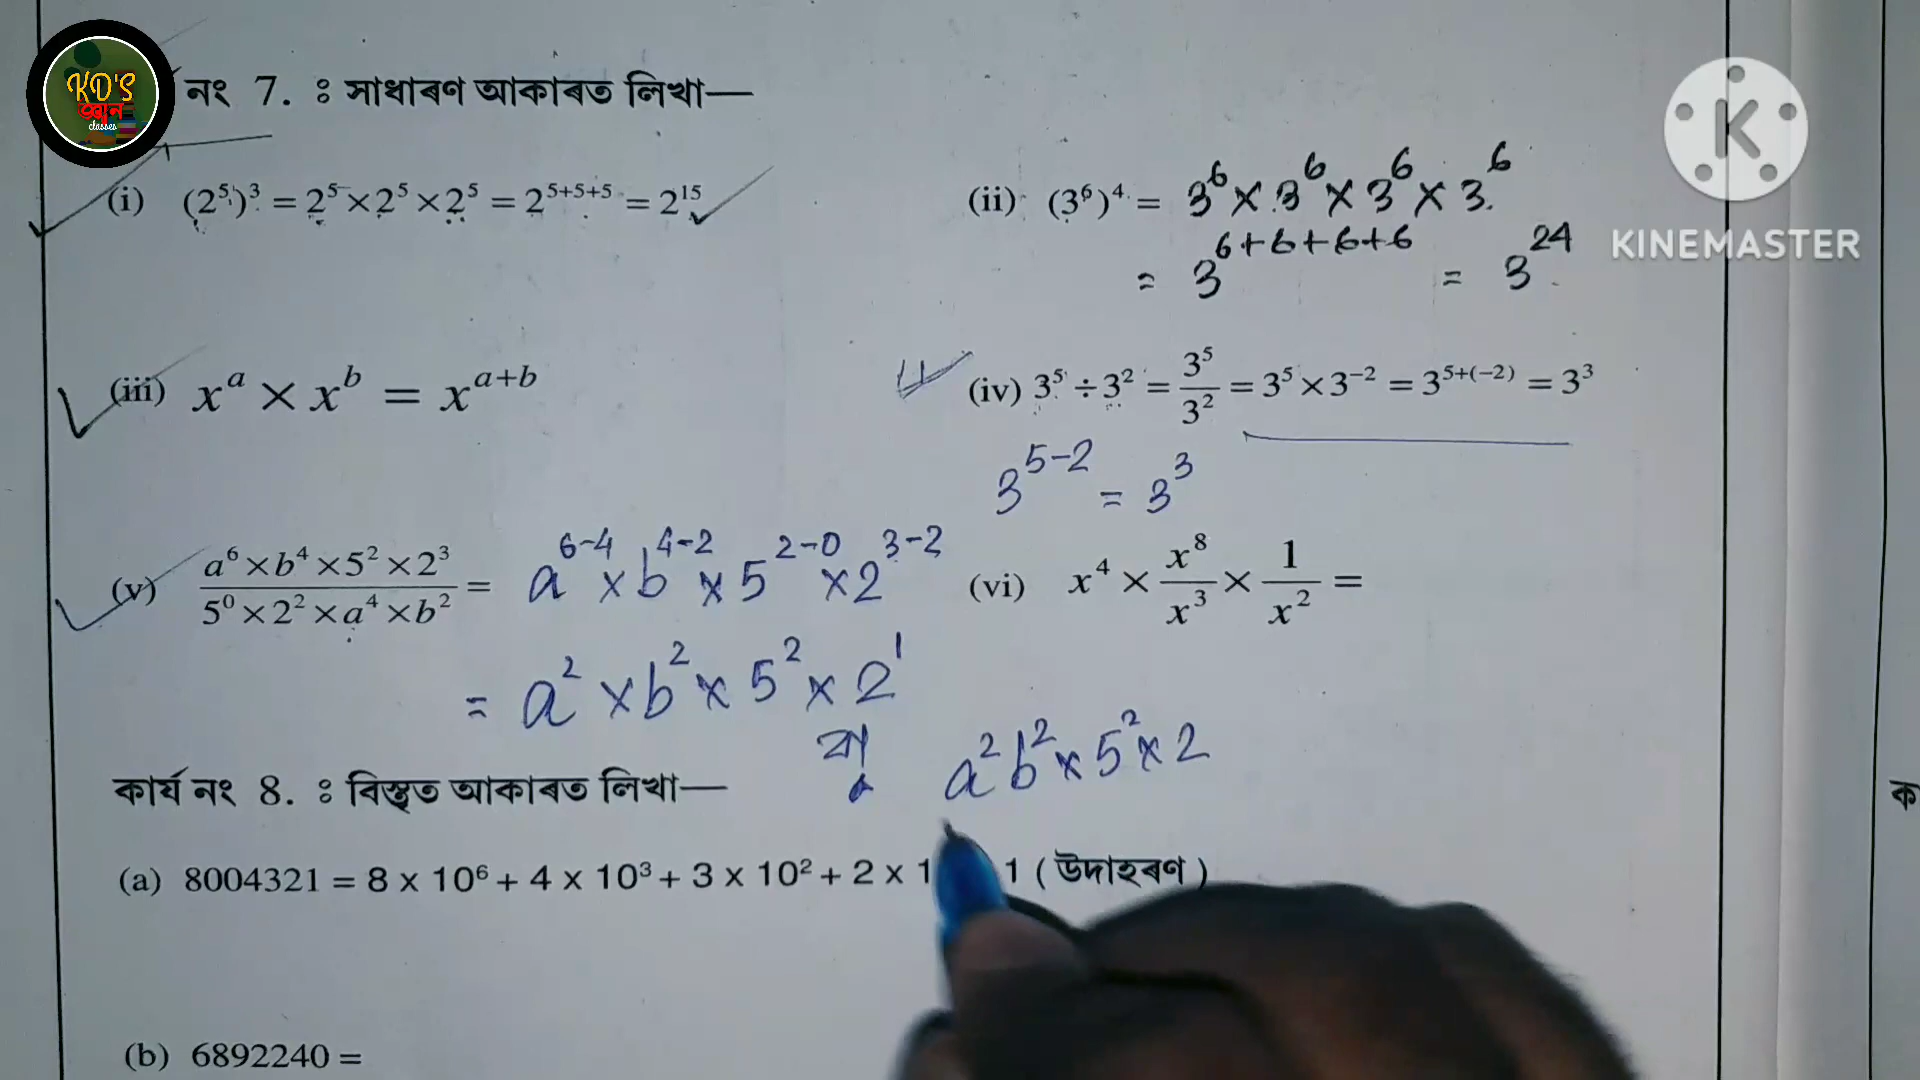 KD'S
জ্ঞান
classes
নং 7. ঃ সাধাৰণ আকাৰত লিখা—
KINEMASTER
(i) (2⁵)³ = 2⁵ × 2⁵ × 2⁵ = 2⁵⁺⁵⁺⁵ = 2¹⁵
(ii) (3⁶)⁴ = 3⁶ × 3⁶ × 3⁶ × 3⁶
= 3⁶⁺⁶⁺⁶⁺⁶ = 3²⁴
(iii) xᵃ × xᵇ = xᵃ⁺ᵇ
(iv) 3⁵ ÷ 3² = 3⁵/3² = 3⁵ × 3⁻² = 3⁵⁺⁽⁻²⁾ = 3³
3⁵⁻² = 3³
(v) (a⁶ × b⁴ × 5² × 2³)/(5⁰ × 2² × a⁴ × b²) = a⁶⁻⁴ × b⁴⁻² × 5²⁻⁰ × 2³⁻²
= a² × b² × 5² × 2¹
বা a²b² × 5² × 2
(vi) x⁴ × x⁸/x³ × 1/x² =
কাৰ্য নং 8. ঃ বিস্তৃত আকাৰত লিখা—
(a) 8004321 = 8 x 10⁶ + 4 x 10³ + 3 x 10² + 2 x 1 1 ( উদাহৰণ )
(b) 6892240 =
ক